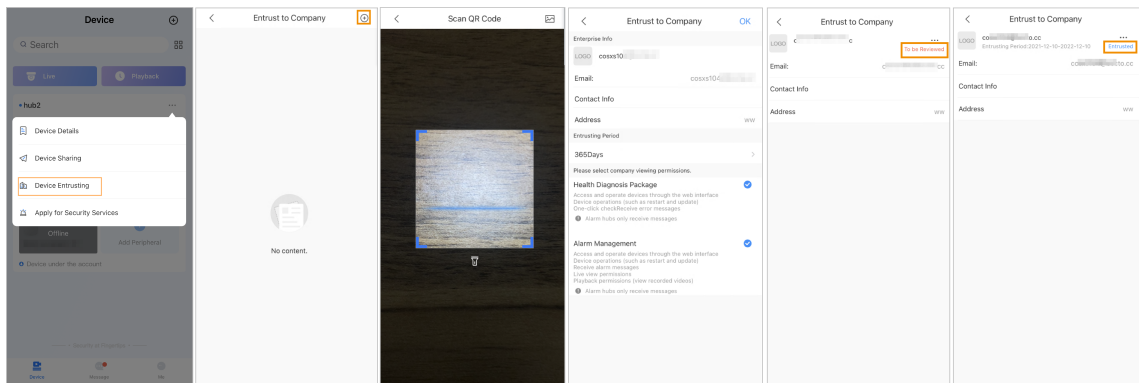 Device
Search
Live
Playback
hub2
...
Device Details
Device Sharing
Device Entrusting
Apply for Security Services
Offline
Add Peripheral
Device under the account
Device
Message
Me
Entrust to Company
No content.
Scan QR Code
Entrust to Company
OK
Enterprise Info
LOGO
cosxs10
Email:
cosxs104
Contact Info
Address
ww
Entrusting Period
365Days
Please select company viewing permissions.
Health Diagnosis Package
Access and operate devices through the web interface
Device operations (such as restart and update)
One-click checkReceive error messages
Alarm hubs only receive messages
Alarm Management
Access and operate devices through the web interface
Device operations (such as restart and update)
Receive alarm messages
Live view permissions
Playback permissions (view recorded videos)
Alarm hubs only receive messages
Entrust to Company
LOGO
c
c
...
To be Reviewed
Email:
c
cc
Contact Info
Address
ww
Entrust to Company
LOGO
o.cc
...
Entrusting Period:2021-12-10-2022-12-10
Entrusted
Email:
Contact Info
Address
ww